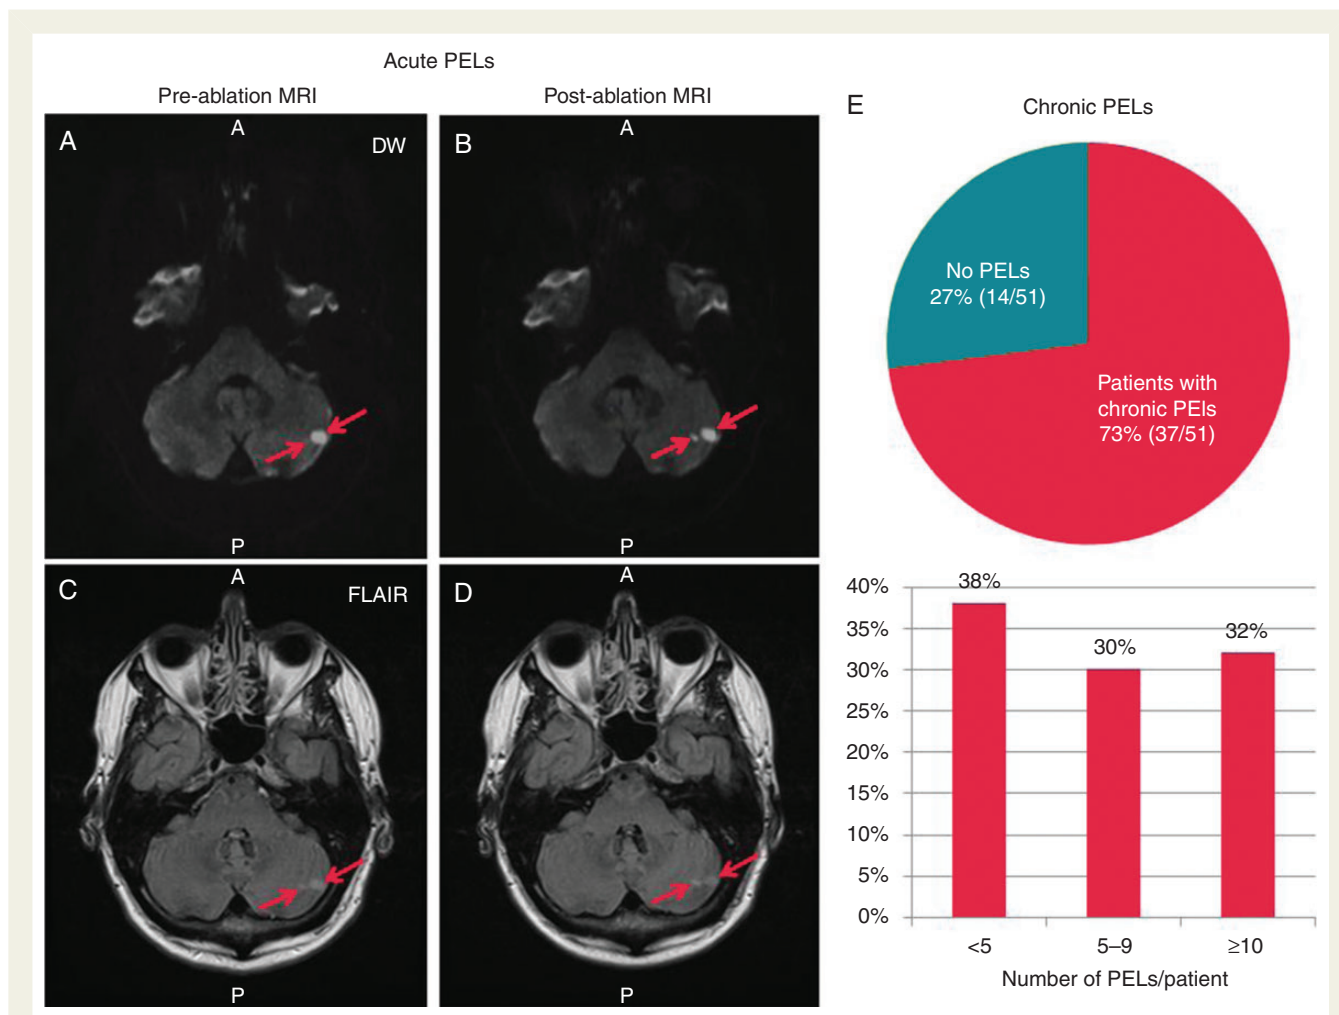 Acute PELs
Pre-ablation MRI
Post-ablation MRI
A
A
DW
P
B
A
P
C
A
FLAIR
P
D
A
P
E
Chronic PELs
No PELs
27% (14/51)
Patients with
chronic PEls
73% (37/51)
40%
35%
30%
25%
20%
15%
10%
5%
0%
38%
30%
32%
<5
5–9
≥10
Number of PELs/patient